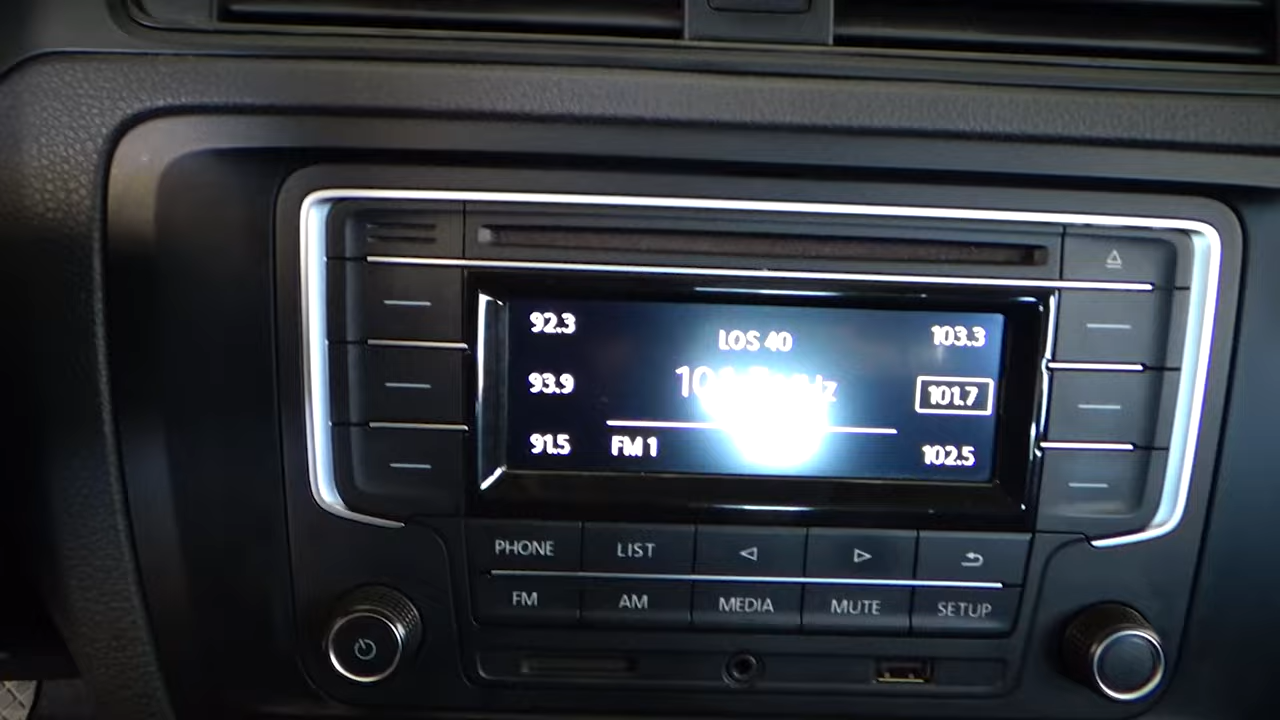 92.3
LOS 40
103.3
93.9
101.7
91.5
FM 1
102.5
PHONE
LIST
FM
AM
MEDIA
MUTE
SETUP